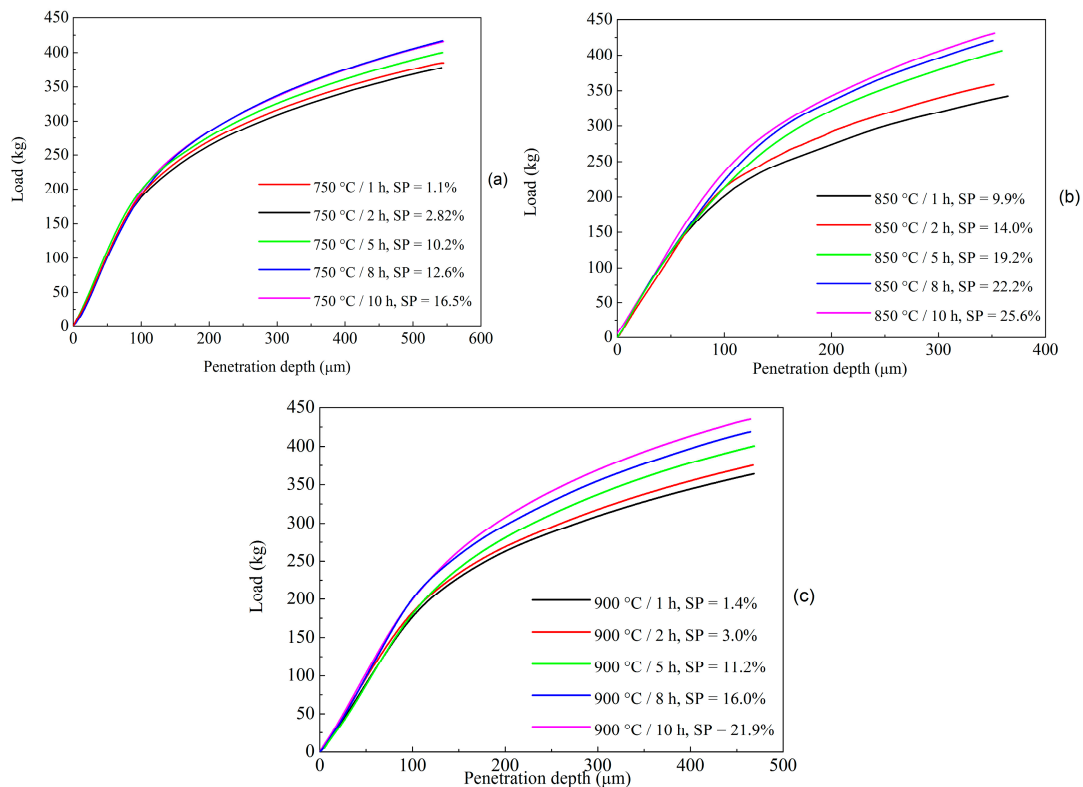 450
400
350
300
250
200
150
100
50
0
Load (kg)
750 °C / 1 h, SP = 1.1%
750 °C / 2 h, SP = 2.82%
750 °C / 5 h, SP = 10.2%
750 °C / 8 h, SP = 12.6%
750 °C / 10 h, SP = 16.5%
(a)
0 100 200 300 400 500 600
Penetration depth (μm)
450
400
350
300
250
200
150
100
50
0
Load (kg)
850 °C / 1 h, SP = 9.9%
850 °C / 2 h, SP = 14.0%
850 °C / 5 h, SP = 19.2%
850 °C / 8 h, SP = 22.2%
850 °C / 10 h, SP = 25.6%
(b)
0 100 200 300 400
Penetration depth (μm)
450
400
350
300
250
200
150
100
50
0
Load (kg)
900 °C / 1 h, SP = 1.4%
900 °C / 2 h, SP = 3.0%
900 °C / 5 h, SP = 11.2%
900 °C / 8 h, SP = 16.0%
900 °C / 10 h, SP − 21.9%
(c)
0 100 200 300 400 500
Penetration depth (μm)